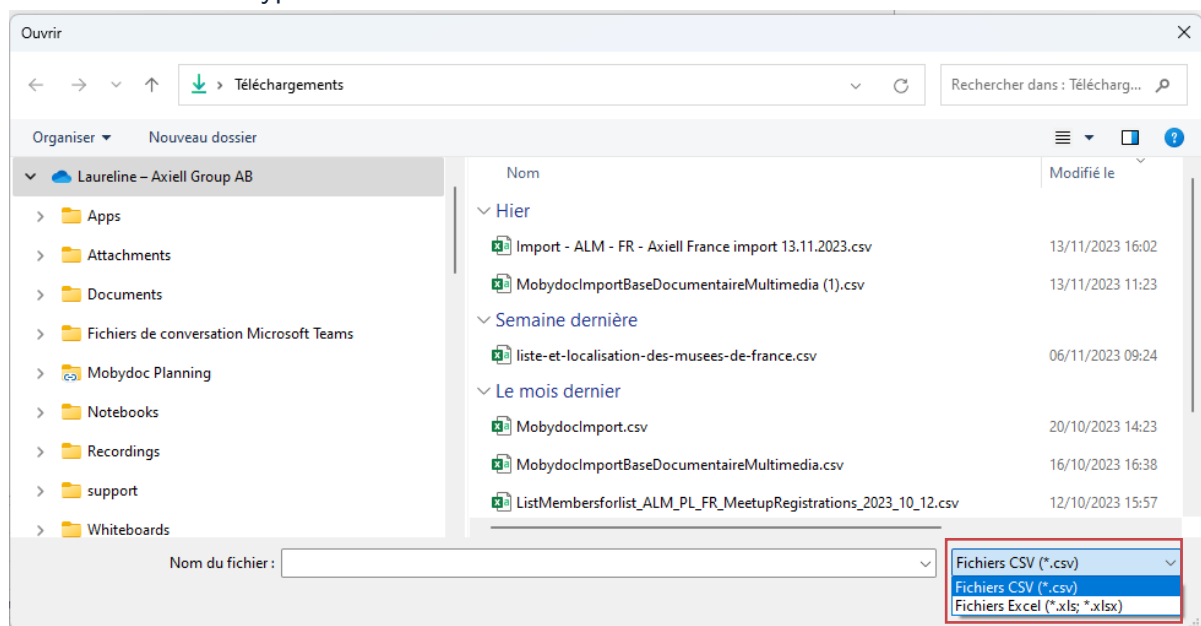 Ouvrir
Téléchargements
Rechercher dans : Télécharg...
Organiser
Nouveau dossier
Laureline – Axiell Group AB
Apps
Attachments
Documents
Fichiers de conversation Microsoft Teams
Mobydoc Planning
Notebooks
Recordings
support
Whiteboards
Nom
Modifié le
Hier
Import - ALM - FR - Axiell France import 13.11.2023.csv
13/11/2023 16:02
MobydocImportBaseDocumentaireMultimedia (1).csv
13/11/2023 11:23
Semaine dernière
liste-et-localisation-des-musees-de-france.csv
06/11/2023 09:24
Le mois dernier
MobydocImport.csv
20/10/2023 14:23
MobydocImportBaseDocumentaireMultimedia.csv
16/10/2023 16:38
ListMembersforlist_ALM_PL_FR_MeetupRegistrations_2023_10_12.csv
12/10/2023 15:57
Nom du fichier :
Fichiers CSV (*.csv)
Fichiers CSV (*.csv)
Fichiers Excel (*.xls; *.xlsx)